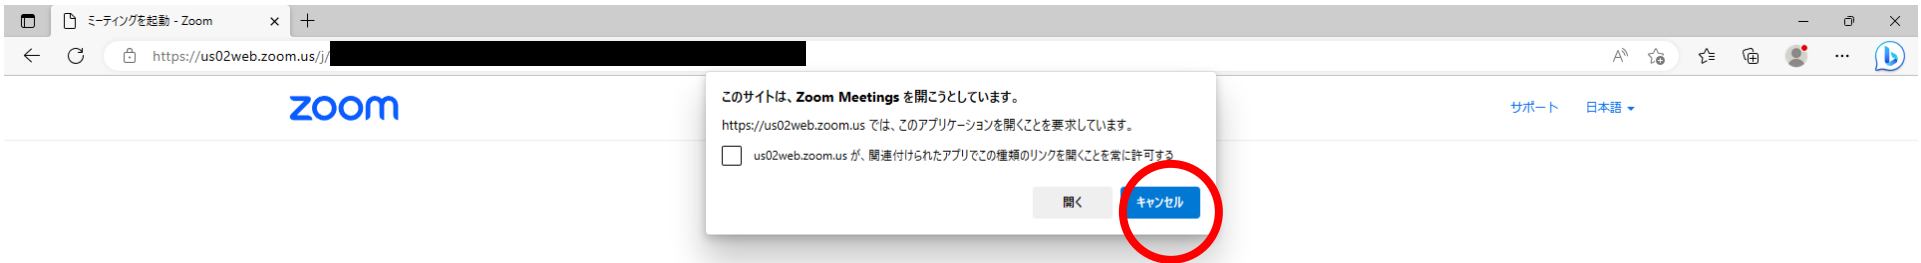 ミーティングを起動 - Zoom
https://us02web.zoom.us/j/
zoom
サポート 日本語
このサイトは、Zoom Meetings を開こうとしています。
https://us02web.zoom.us では、このアプリケーションを開くことを要求しています。
us02web.zoom.us が、関連付けられたアプリでこの種類のリンクを開くことを常に許可する
開く キャンセル